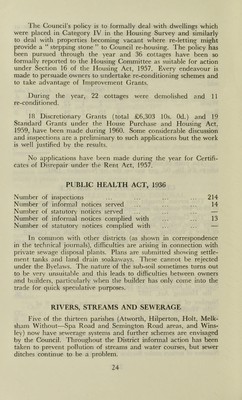 The Council's policy is to formally deal with dwellings which
were placed in Category IV in the Housing Survey and similarly
to deal with properties becoming vacant where re-letting might
provide a "stepping stone" to Council re-housing. The policy has
been pursued through the year and 36 cottages have been so
formally reported to the Housing Committee as suitable for action
under Section 16 of the Housing Act, 1957. Every endeavour is
made to persuade owners to undertake re-conditioning schemes and
to take advantage of Improvement Grants.
During the year, 22 cottages were demolished and 11
re-conditioned.
18 Discretionary Grants (total £6,303 10s. 0d.) and 19
Standard Grants under the House Purchase and Housing Act,
1959, have been made during 1960. Some considerable discussion
and inspections are a preliminary to such applications but the work
is well justified by the results.
No applications have been made during the year for Certifi-
cates of Disrepair under the Rent Act, 1957.
PUBLIC HEALTH ACT, 1936
Number of inspections ... 214
Number of informal notices served ... 14
Number of statutory notices served ... —
Number of informal notices complied with ... 13
Number of statutory notices complied with ... —
In common with other districts (as shown in correspondence
in the technical journals), difficulties are arising in connection with
private sewage disposal plants. Plans are submitted showing settle-
ment tanks and land drain soakaways. These cannot be rejected
under the Byelaws. The nature of the sub-soil sometimes turns out
to be very unsuitable and this leads to difficulties between owners
and builders, particularly when the builder has only come into the
trade for quick speculative purposes.
RIVERS, STREAMS AND SEWERAGE
Five of the thirteen parishes (Atworth, Hilperton, Holt, Melk-
sham Without—Spa Road and Semington Road areas, and Wins-
ley) now have sewerage systems and further schemes are envisaged
by the Council. Throughout the District informal action has been
taken to prevent pollution of streams and water courses, but sewer
ditches continue to be a problem.
24